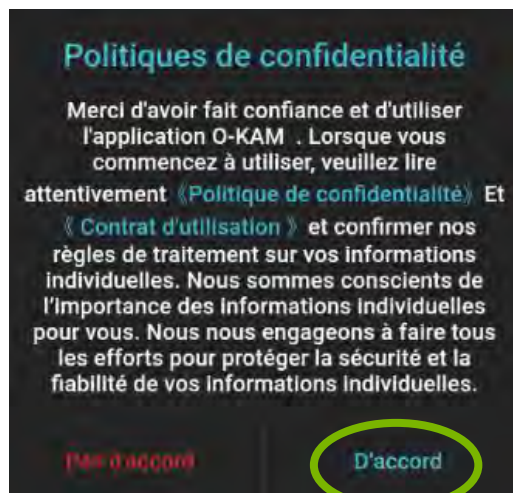 Politiques de confidentialité
Merci d'avoir fait confiance et d'utiliser
l'application O-KAM . Lorsque vous
commencez à utiliser, veuillez lire
attentivement《Politique de confidentialité》Et
《 Contrat d'utilisation 》 et confirmer nos
règles de traitement sur vos informations
individuelles. Nous sommes conscients de
l'importance des informations individuelles
pour vous. Nous nous engageons à faire tous
les efforts pour protéger la sécurité et la
fiabilité de vos informations individuelles.
d'accord
D'accord